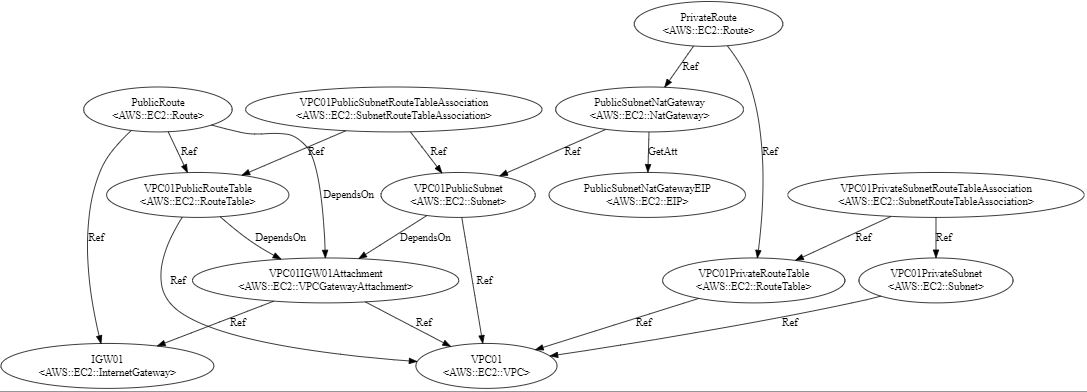 PrivateRoute
<AWS::EC2::Route>
Ref
PublicRoute
<AWS::EC2::Route>
VPC01PublicSubnetRouteTableAssociation
<AWS::EC2::SubnetRouteTableAssociation>
PublicSubnetNatGateway
<AWS::EC2::NatGateway>
Ref
Ref
Ref
Ref
GetAtt
Ref
VPC01PublicRouteTable
<AWS::EC2::RouteTable>
VPC01PublicSubnet
<AWS::EC2::Subnet>
PublicSubnetNatGatewayEIP
<AWS::EC2::EIP>
VPC01PrivateSubnetRouteTableAssociation
<AWS::EC2::SubnetRouteTableAssociation>
DependsOn
Ref
DependsOn
DependsOn
Ref
Ref
Ref
Ref
VPC01IGW01Attachment
<AWS::EC2::VPCGatewayAttachment>
VPC01PrivateRouteTable
<AWS::EC2::RouteTable>
VPC01PrivateSubnet
<AWS::EC2::Subnet>
Ref
Ref
Ref
Ref
IGW01
<AWS::EC2::InternetGateway>
VPC01
<AWS::EC2::VPC>